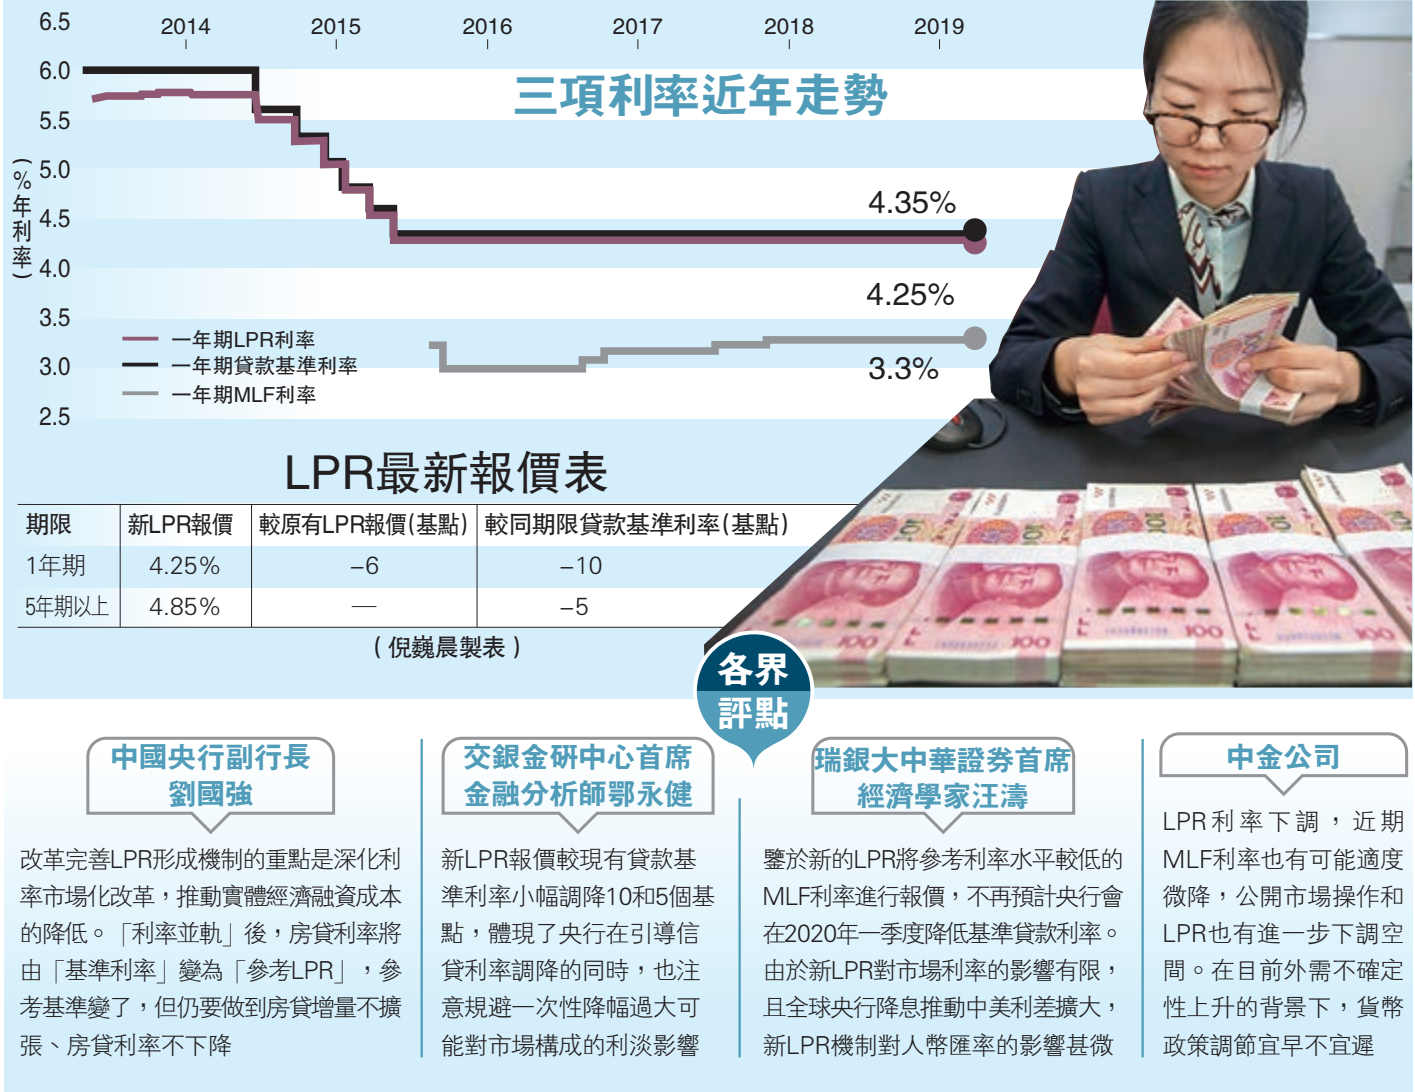 三項利率近年走勢
2014 2015 2016 2017 2018 2019
6.5
6.0
5.5
5.0
4.5
4.0
3.5
3.0
2.5
(%年利率)
4.35%
4.25%
3.3%
一年期LPR利率
一年期貸款基準利率
一年期MLF利率
LPR最新報價表
期限 新LPR報價 較原有LPR報價(基點) 較同期限貸款基準利率(基點)
1年期 4.25% –6 –10
5年期以上 4.85% — –5
(倪巍晨製表)
各界
評點
中國央行副行長
劉國強
改革完善LPR形成機制的重點是深化利
率市場化改革，推動實體經濟融資成本
的降低。「利率並軌」後，房貸利率將
由「基準利率」變為「參考LPR」，參
考基準變了，但仍要做到房貸增量不擴
張、房貸利率不下降
交銀金研中心首席
金融分析師鄂永健
新LPR報價較現有貸款基
準利率小幅調降10和5個基
點，體現了央行在引導信
貸利率調降的同時，也注
意規避一次性降幅過大可
能對市場構成的利淡影響
瑞銀大中華證券首席
經濟學家汪濤
鑒於新的LPR將參考利率水平較低的
MLF利率進行報價，不再預計央行會
在2020年一季度降低基準貸款利率。
由於新LPR對市場利率的影響有限，
且全球央行降息推動中美利差擴大，
新LPR機制對人幣匯率的影響甚微
中金公司
LPR利率下調，近期
MLF利率也有可能適度
微降，公開市場操作和
LPR也有進一步下調空
間。在目前外需不確定
性上升的背景下，貨幣
政策調節宜早不宜遲
100
100
100
100